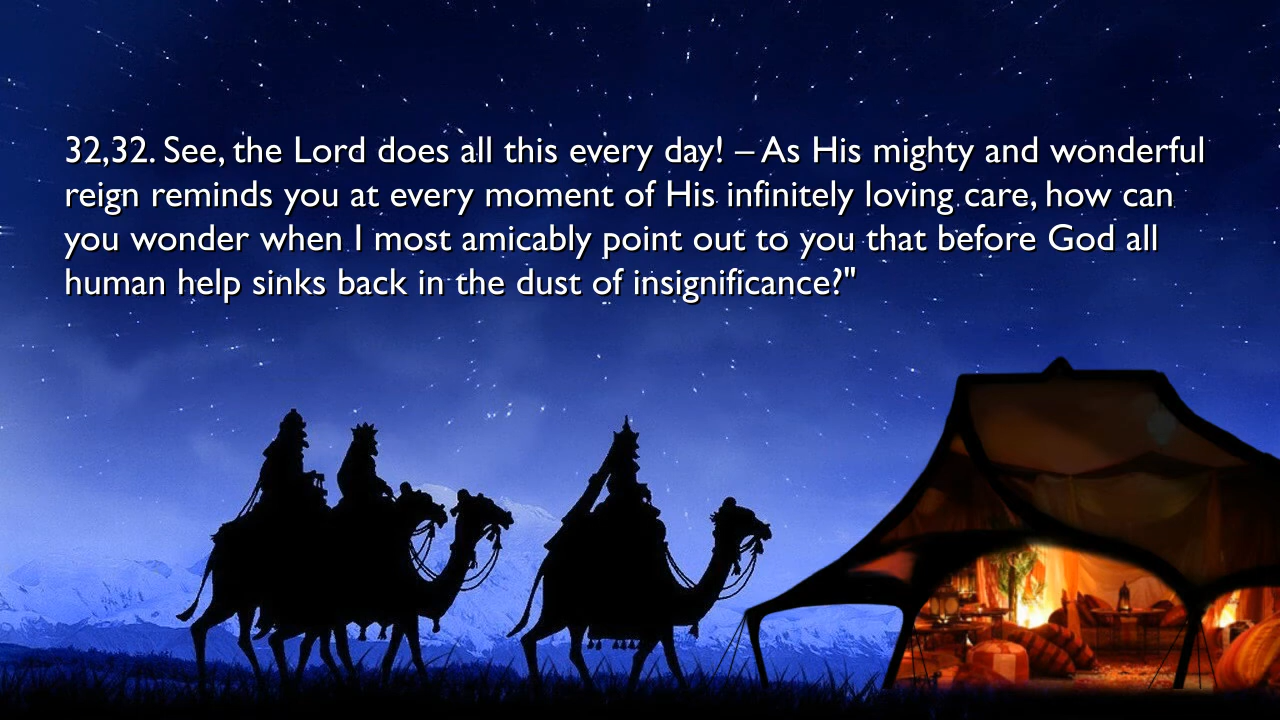 32,32. See, the Lord does all this every day! – As His mighty and wonderful
reign reminds you at every moment of His infinitely loving care, how can
you wonder when I most amicably point out to you that before God all
human help sinks back in the dust of insignificance?"